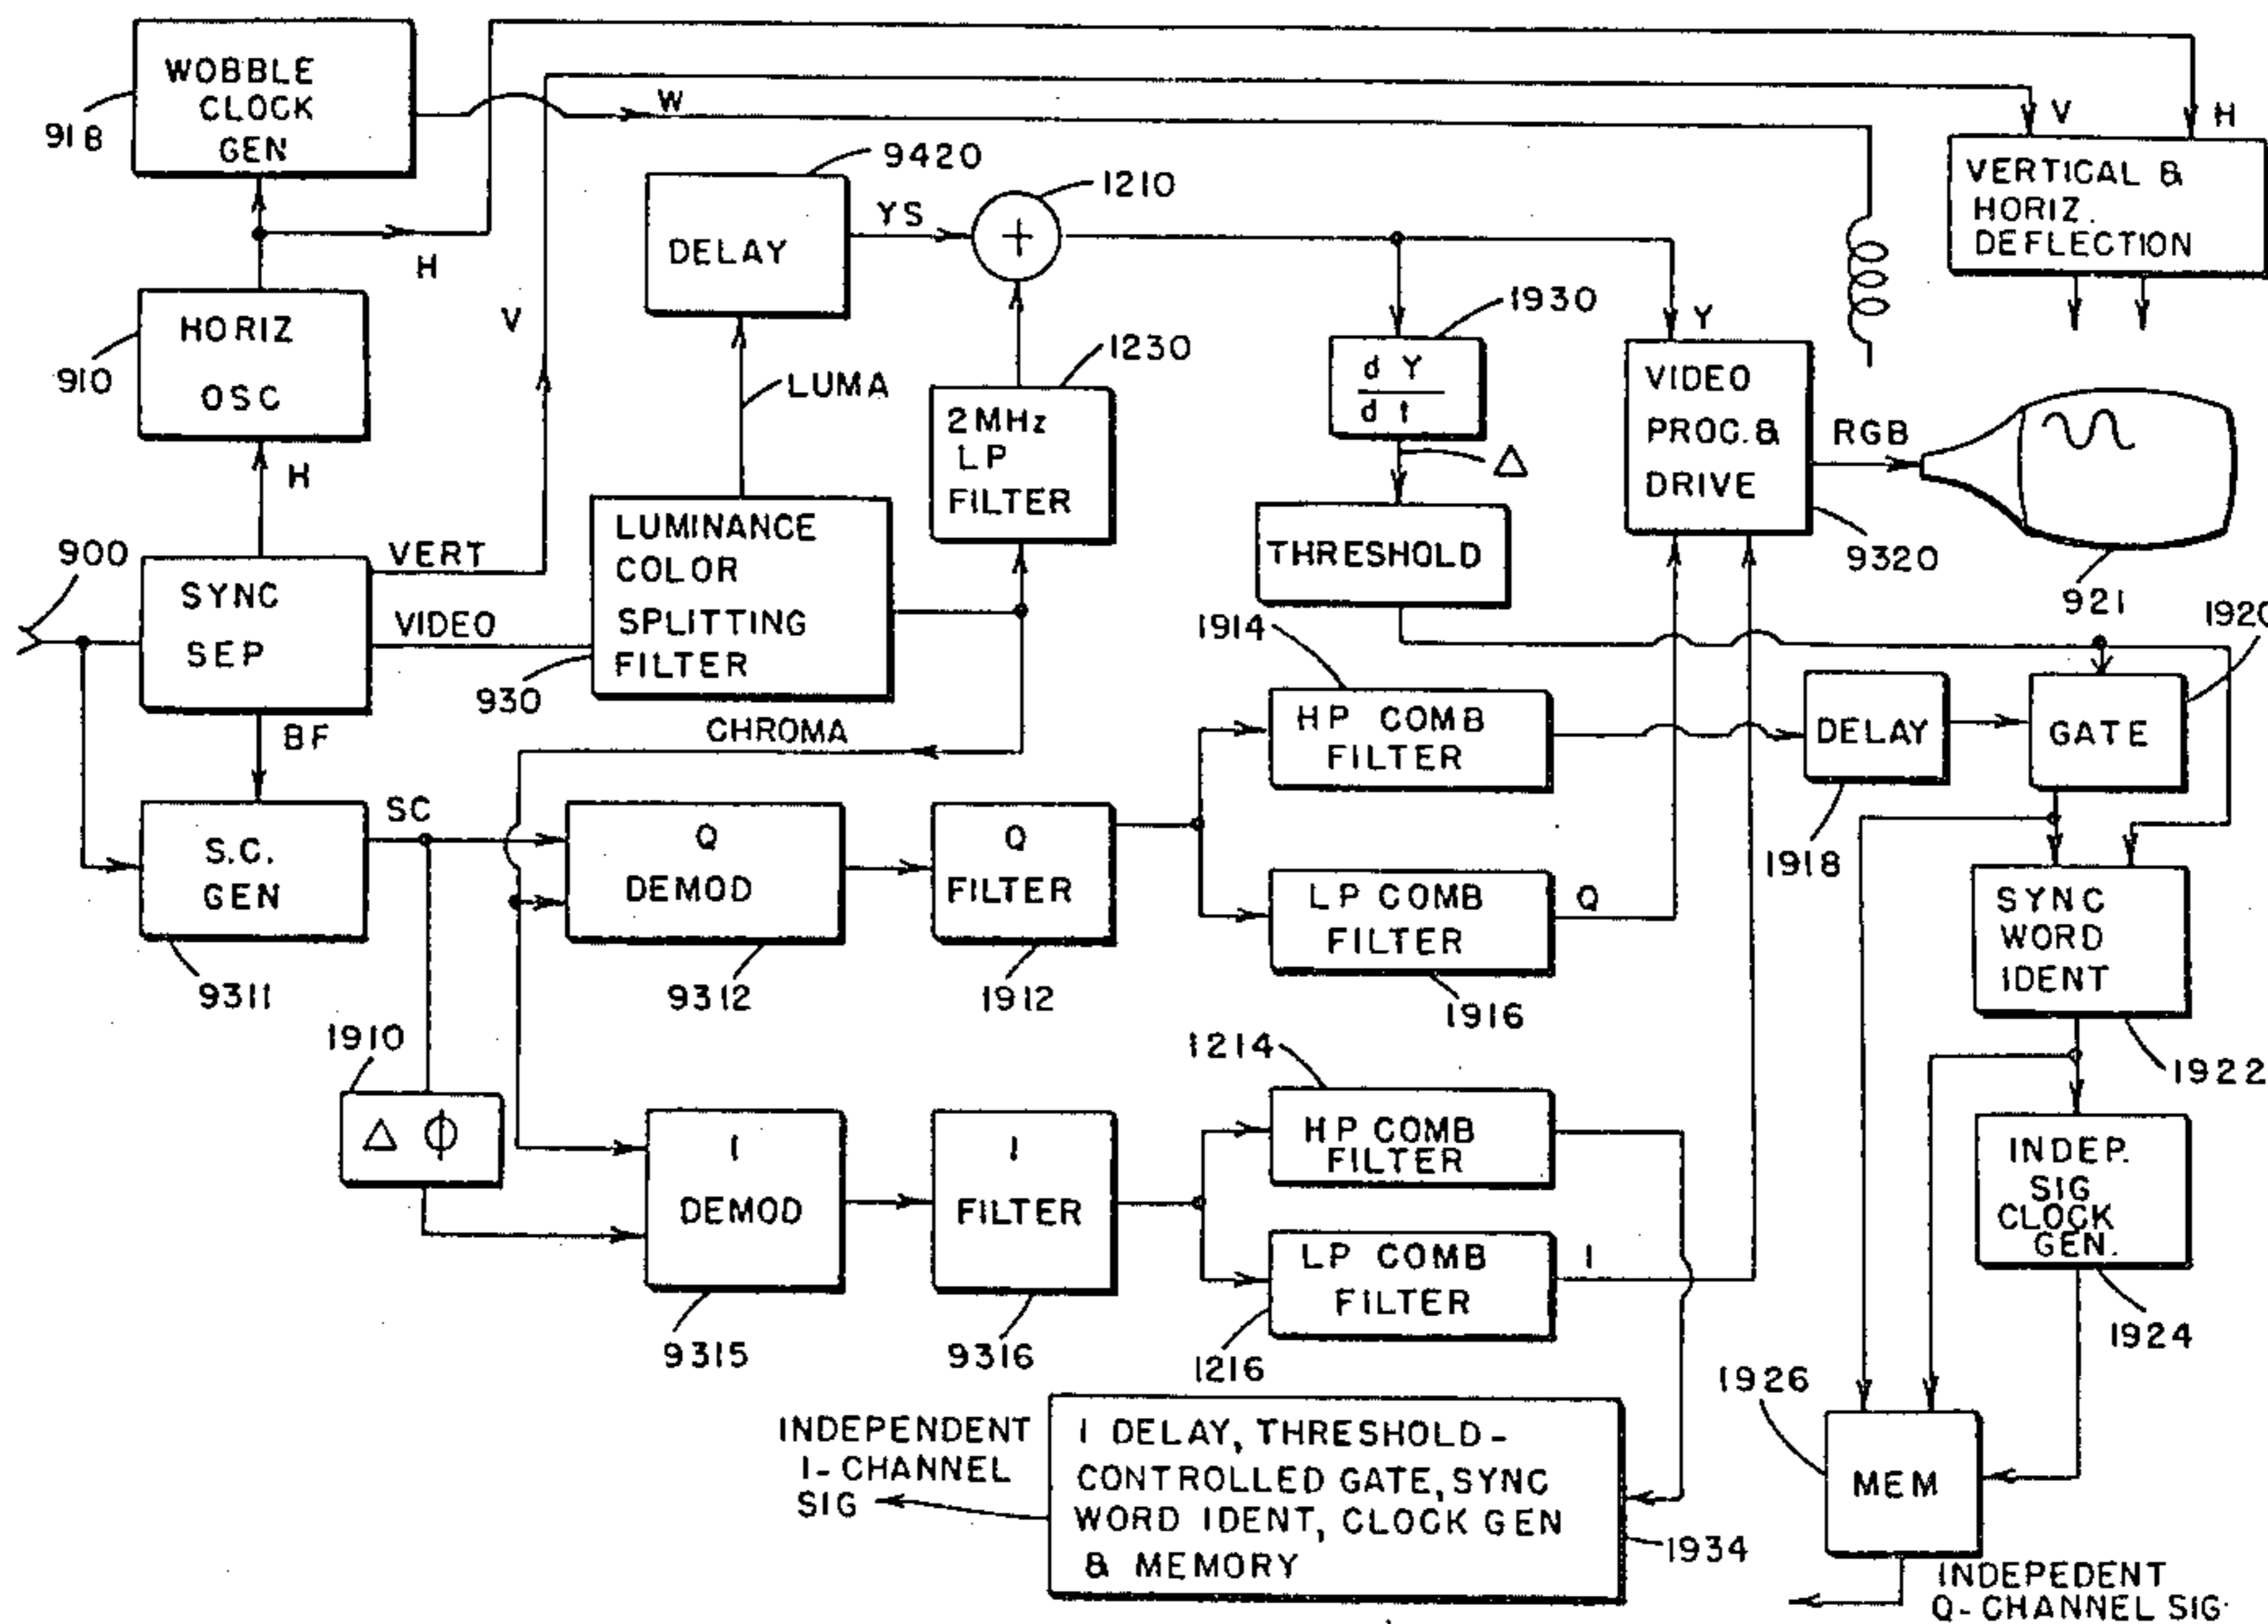 WOBBLE
CLOCK
GEN
918
W
V
H
VERTICAL &
HORIZ.
DEFLECTION
9420
DELAY
YS
1210
+
H
HORIZ
OSC
910
V
LUMA
1230
2MHz
LP
FILTER
1930
d Y
d t
Δ
THRESHOLD
Y
VIDEO
PROC. &
DRIVE
RGB
9320
921
H
900
SYNC
SEP
VERT
VIDEO
BF
LUMINANCE
COLOR
SPLITTING
FILTER
930
CHROMA
1914
HP COMB
FILTER
DELAY
1918
GATE
S.C.
GEN
SC
9311
Q
DEMOD
9312
Q
FILTER
1912
LP COMB
FILTER
Q
1916
SYNC
WORD
IDENT
1922
1910
Δ Φ
I
DEMOD
9315
I
FILTER
9316
1214
HP COMB
FILTER
LP COMB
FILTER
I
1216
INDEP.
SIG
CLOCK
GEN.
1924
1926
MEM
INDEPENDENT
I-CHANNEL
SIG
I DELAY, THRESHOLD-
CONTROLLED GATE, SYNC
WORD IDENT, CLOCK GEN
& MEMORY
1934
INDEPEDENT
Q-CHANNEL SIG.